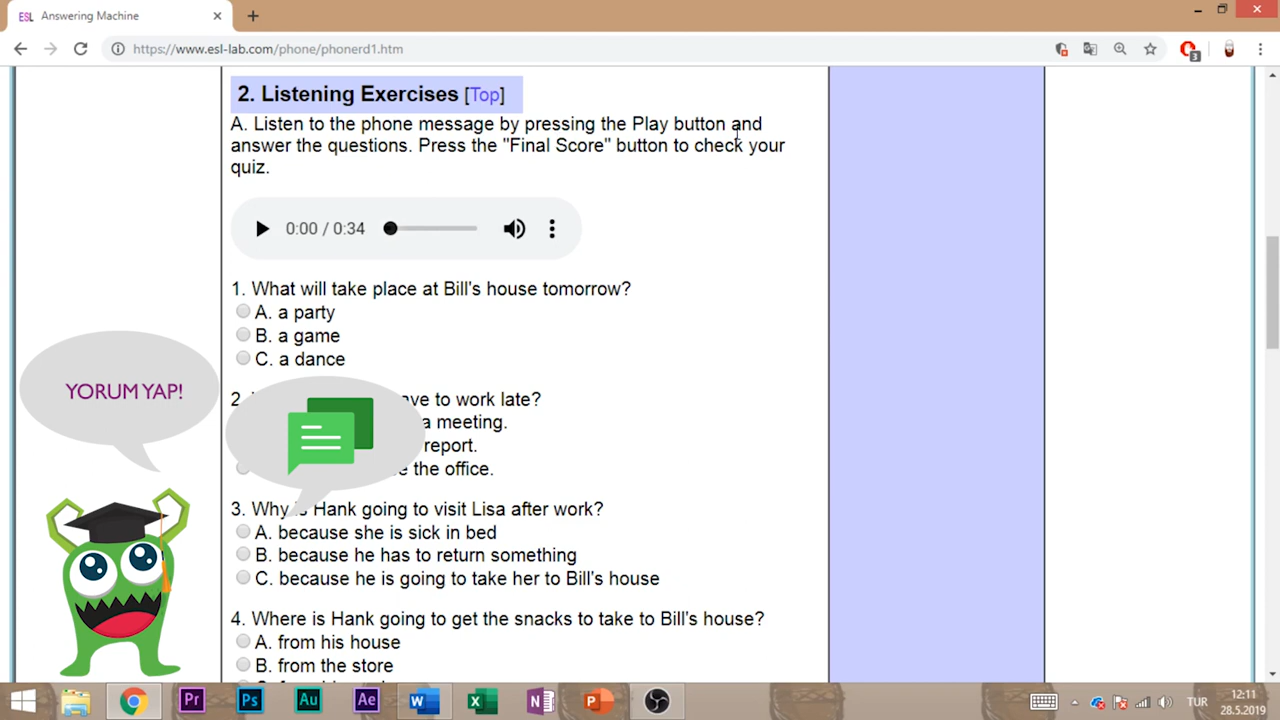 ESL Answering Machine
https://www.esl-lab.com/phone/phonerd1.htm
3
2. Listening Exercises [Top]
A. Listen to the phone message by pressing the Play button and
answer the questions. Press the "Final Score" button to check your
quiz.
0:00 / 0:34
1. What will take place at Bill's house tomorrow?
A. a party
B. a game
C. a dance
2. ave to work late?
a meeting.
report.
e the office.
3. Why is Hank going to visit Lisa after work?
A. because she is sick in bed
B. because he has to return something
C. because he is going to take her to Bill's house
4. Where is Hank going to get the snacks to take to Bill's house?
A. from his house
B. from the store
YORUM YAP!
Pr Ps Au Ae
TUR
12:11
28.5.2019